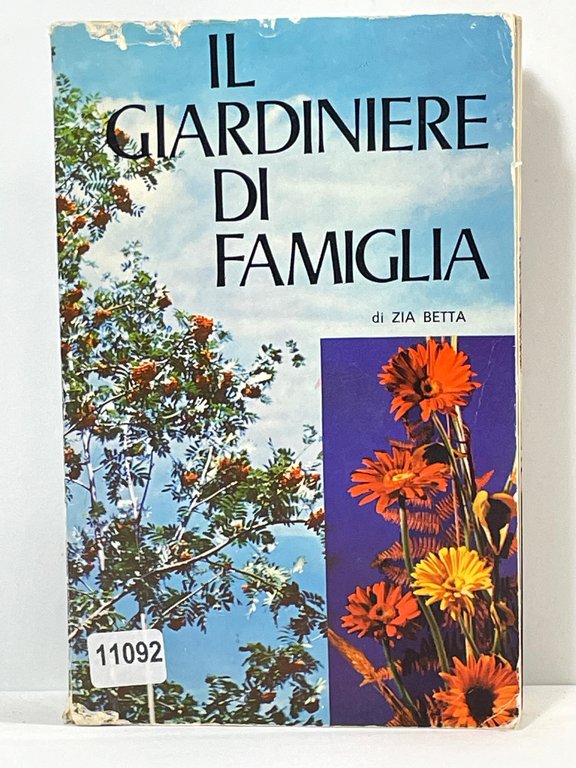 IL
GIARDINIERE
DI
FAMIGLIA
di ZIA BETTA
11092